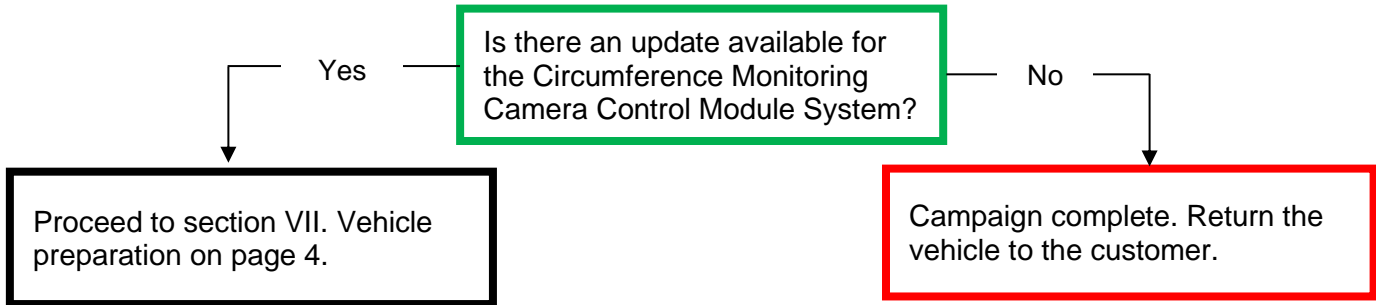 Is there an update available for
the Circumference Monitoring
Camera Control Module System?
Yes
No
Proceed to section VII. Vehicle
preparation on page 4.
Campaign complete. Return the
vehicle to the customer.